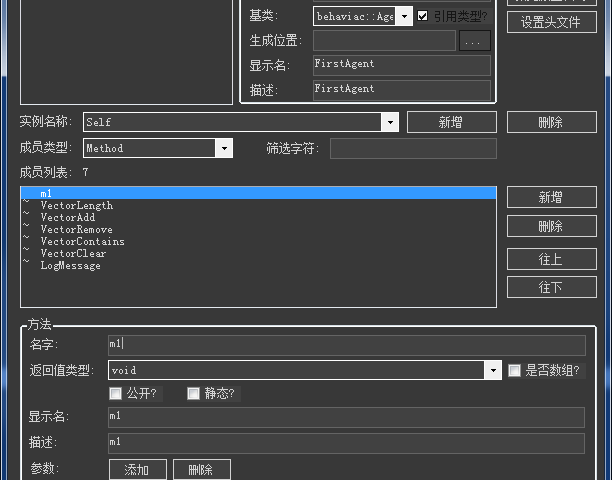 基类: behaviac::Age 引用类型?
设置头文件
生成位置: ...
显示名: FirstAgent
描述: FirstAgent
实例名称: Self 新增 删除
成员类型: Method 筛选字符:
成员列表: 7
m1
~ VectorLength
~ VectorAdd
~ VectorRemove
~ VectorContains
~ VectorClear
~ LogMessage
新增
删除
往上
往下
方法
名字: m1
返回值类型: void 是否数组?
公开? 静态?
显示名: m1
描述: m1
参数: 添加 删除